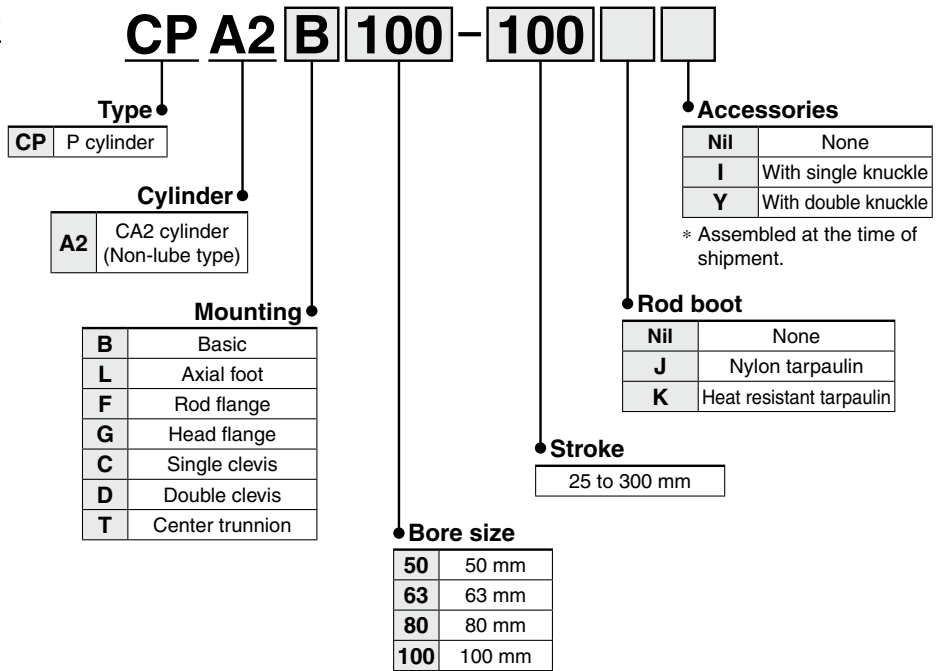 CP A2 B 100 – 100
Type
CP P cylinder
Cylinder
A2 CA2 cylinder
(Non-lube type)
Mounting
B Basic
L Axial foot
F Rod flange
G Head flange
C Single clevis
D Double clevis
T Center trunnion
Bore size
50 50 mm
63 63 mm
80 80 mm
100 100 mm
Stroke
25 to 300 mm
Rod boot
Nil None
J Nylon tarpaulin
K Heat resistant tarpaulin
Accessories
Nil None
I With single knuckle
Y With double knuckle
* Assembled at the time of
shipment.